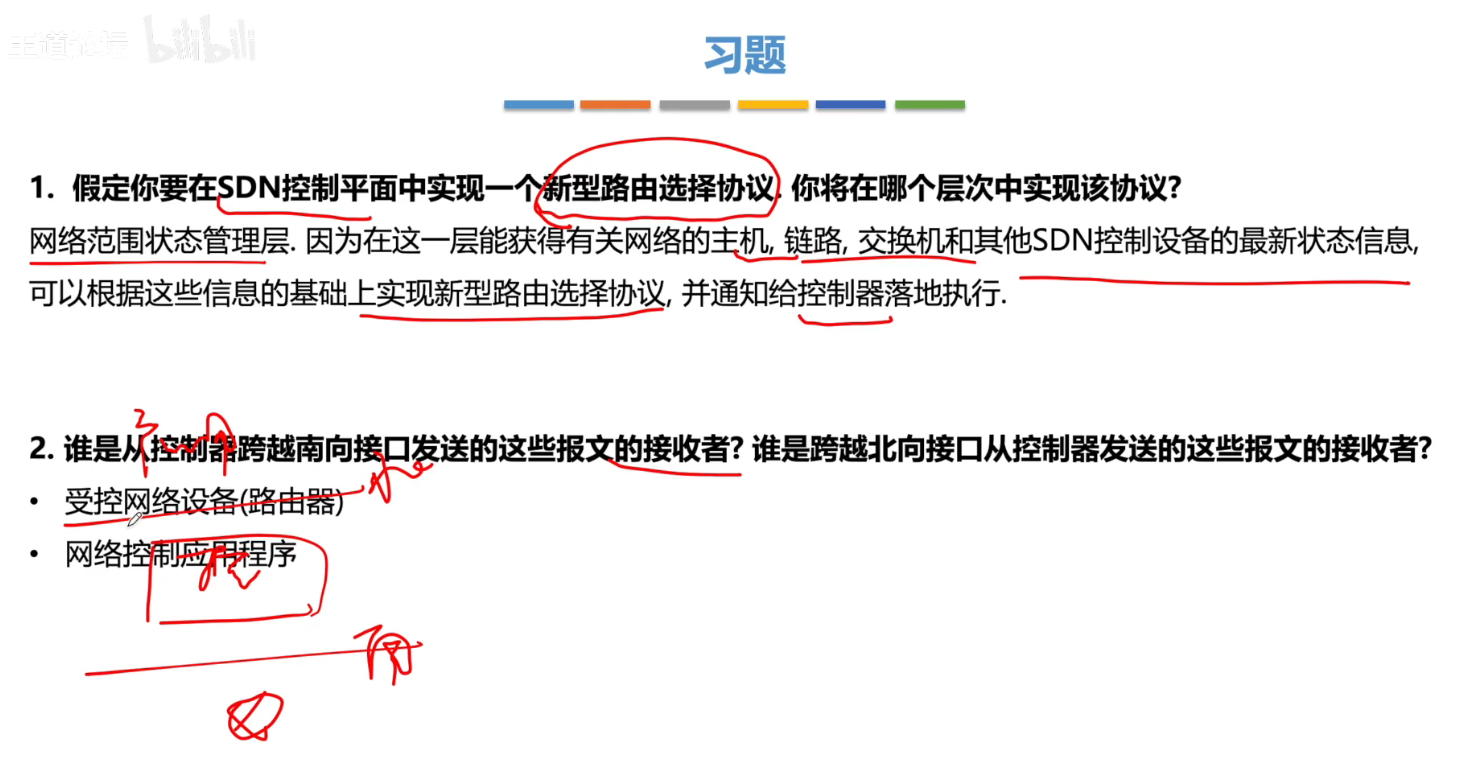 王道论坛 bilibili
习题
1. 假定你要在SDN控制平面中实现一个新型路由选择协议. 你将在哪个层次中实现该协议?
网络范围状态管理层. 因为在这一层能获得有关网络的主机, 链路, 交换机和其他SDN控制设备的最新状态信息,
可以根据这些信息的基础上实现新型路由选择协议, 并通知给控制器落地执行.
2. 谁是从控制器跨越南向接口发送的这些报文的接收者? 谁是跨越北向接口从控制器发送的这些报文的接收者?
• 受控网络设备(路由器)
• 网络控制应用程序